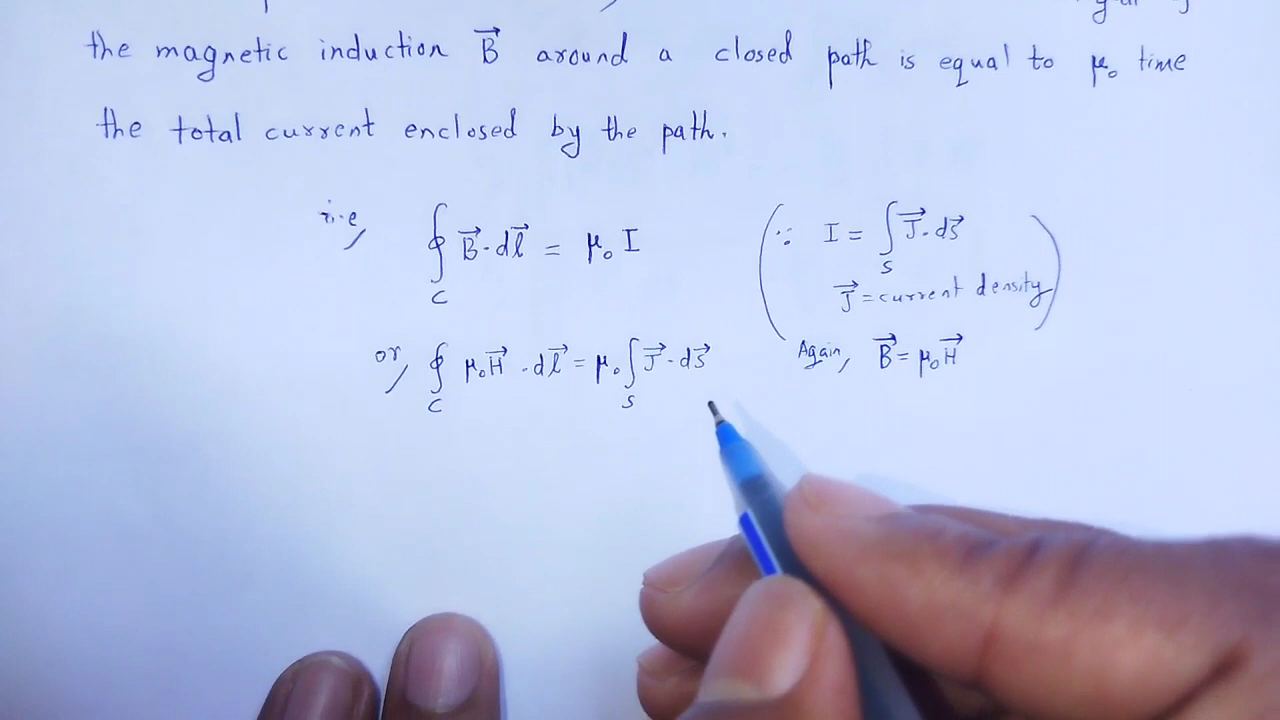 the magnetic induction B⃗ around a closed path is equal to μ₀ time
the total current enclosed by the path.
i.e, ∮_C B⃗·dl⃗ = μ₀ I (∵ I = ∫_S J⃗·ds⃗
J⃗ = current density)
or, ∮_C μ₀H⃗ · dl⃗ = μ₀∫_S J⃗·ds⃗ Again, B⃗ = μ₀H⃗